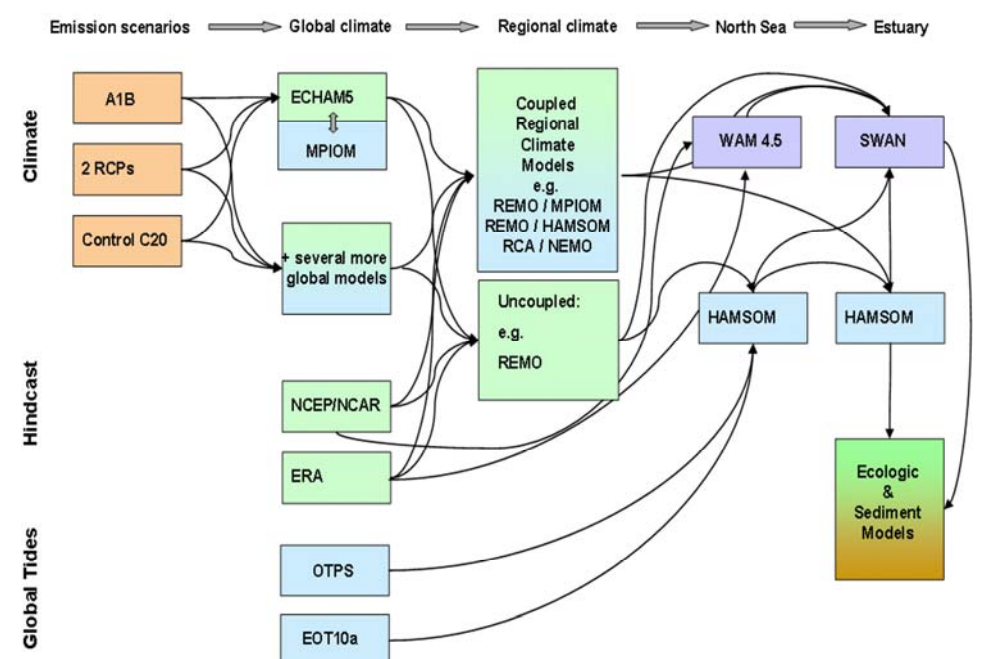 Emission scenarios
Global climate
Regional climate
North Sea
Estuary
Climate
A1B
2 RCPs
Control C20
ECHAM5
MPIOM
+ several more
global models
Coupled
Regional
Climate
Models
e.g.
REMO / MPIOM
REMO / HAMSOM
RCA / NEMO
Uncoupled:
e.g.
REMO
WAM 4.5
SWAN
HAMSOM
HAMSOM
Hindcast
NCEP/NCAR
ERA
Ecologic
&
Sediment
Models
Global Tides
OTPS
EOT10a